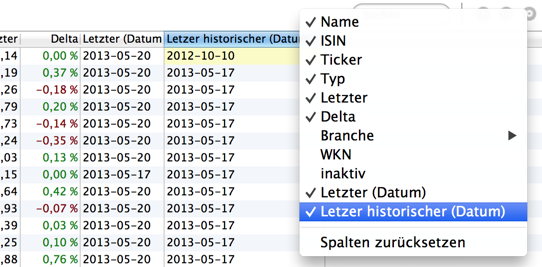 zter Delta Letzter (Datum Letzer historischer (Datu
,14 0,00 % 2013-05-20 2012-10-10
,19 0,37 % 2013-05-20 2013-05-17
,26 -0,18 % 2013-05-20 2013-05-17
,79 0,20 % 2013-05-20 2013-05-17
,73 -0,14 % 2013-05-20 2013-05-17
,24 -0,35 % 2013-05-20 2013-05-17
,03 0,13 % 2013-05-20 2013-05-17
,15 0,00 % 2013-05-17 2013-05-17
,64 0,42 % 2013-05-20 2013-05-17
,93 -0,07 % 2013-05-20 2013-05-17
,39 0,03 % 2013-05-20 2013-05-17
,25 0,10 % 2013-05-20 2013-05-17
,88 0,76 % 2013-05-20 2013-05-17
Name
ISIN
Ticker
Typ
Letzter
Delta
Branche
WKN
inaktiv
Letzter (Datum)
Letzer historischer (Datum)
Spalten zurücksetzen